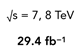 √s = 7, 8 TeV
29.4 fb⁻¹